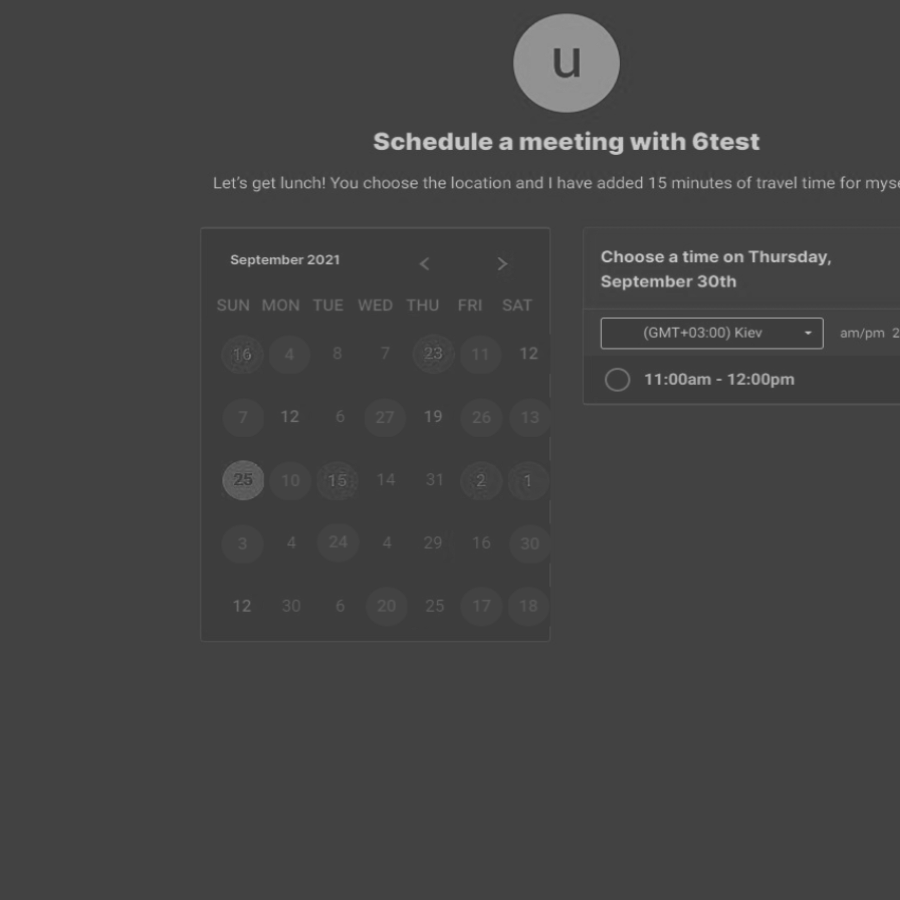 u
Schedule a meeting with 6test
Let's get lunch! You choose the location and I have added 15 minutes of travel time for myse
September 2021 < >
SUN MON TUE WED THU FRI SAT
16 4 8 7 23 11 12
7 12 6 27 19 26 13
25 10 15 14 31 2 1
3 4 24 4 29 16 30
12 30 6 20 25 17 18
Choose a time on Thursday,
September 30th
(GMT+03:00) Kiev am/pm 2
11:00am - 12:00pm